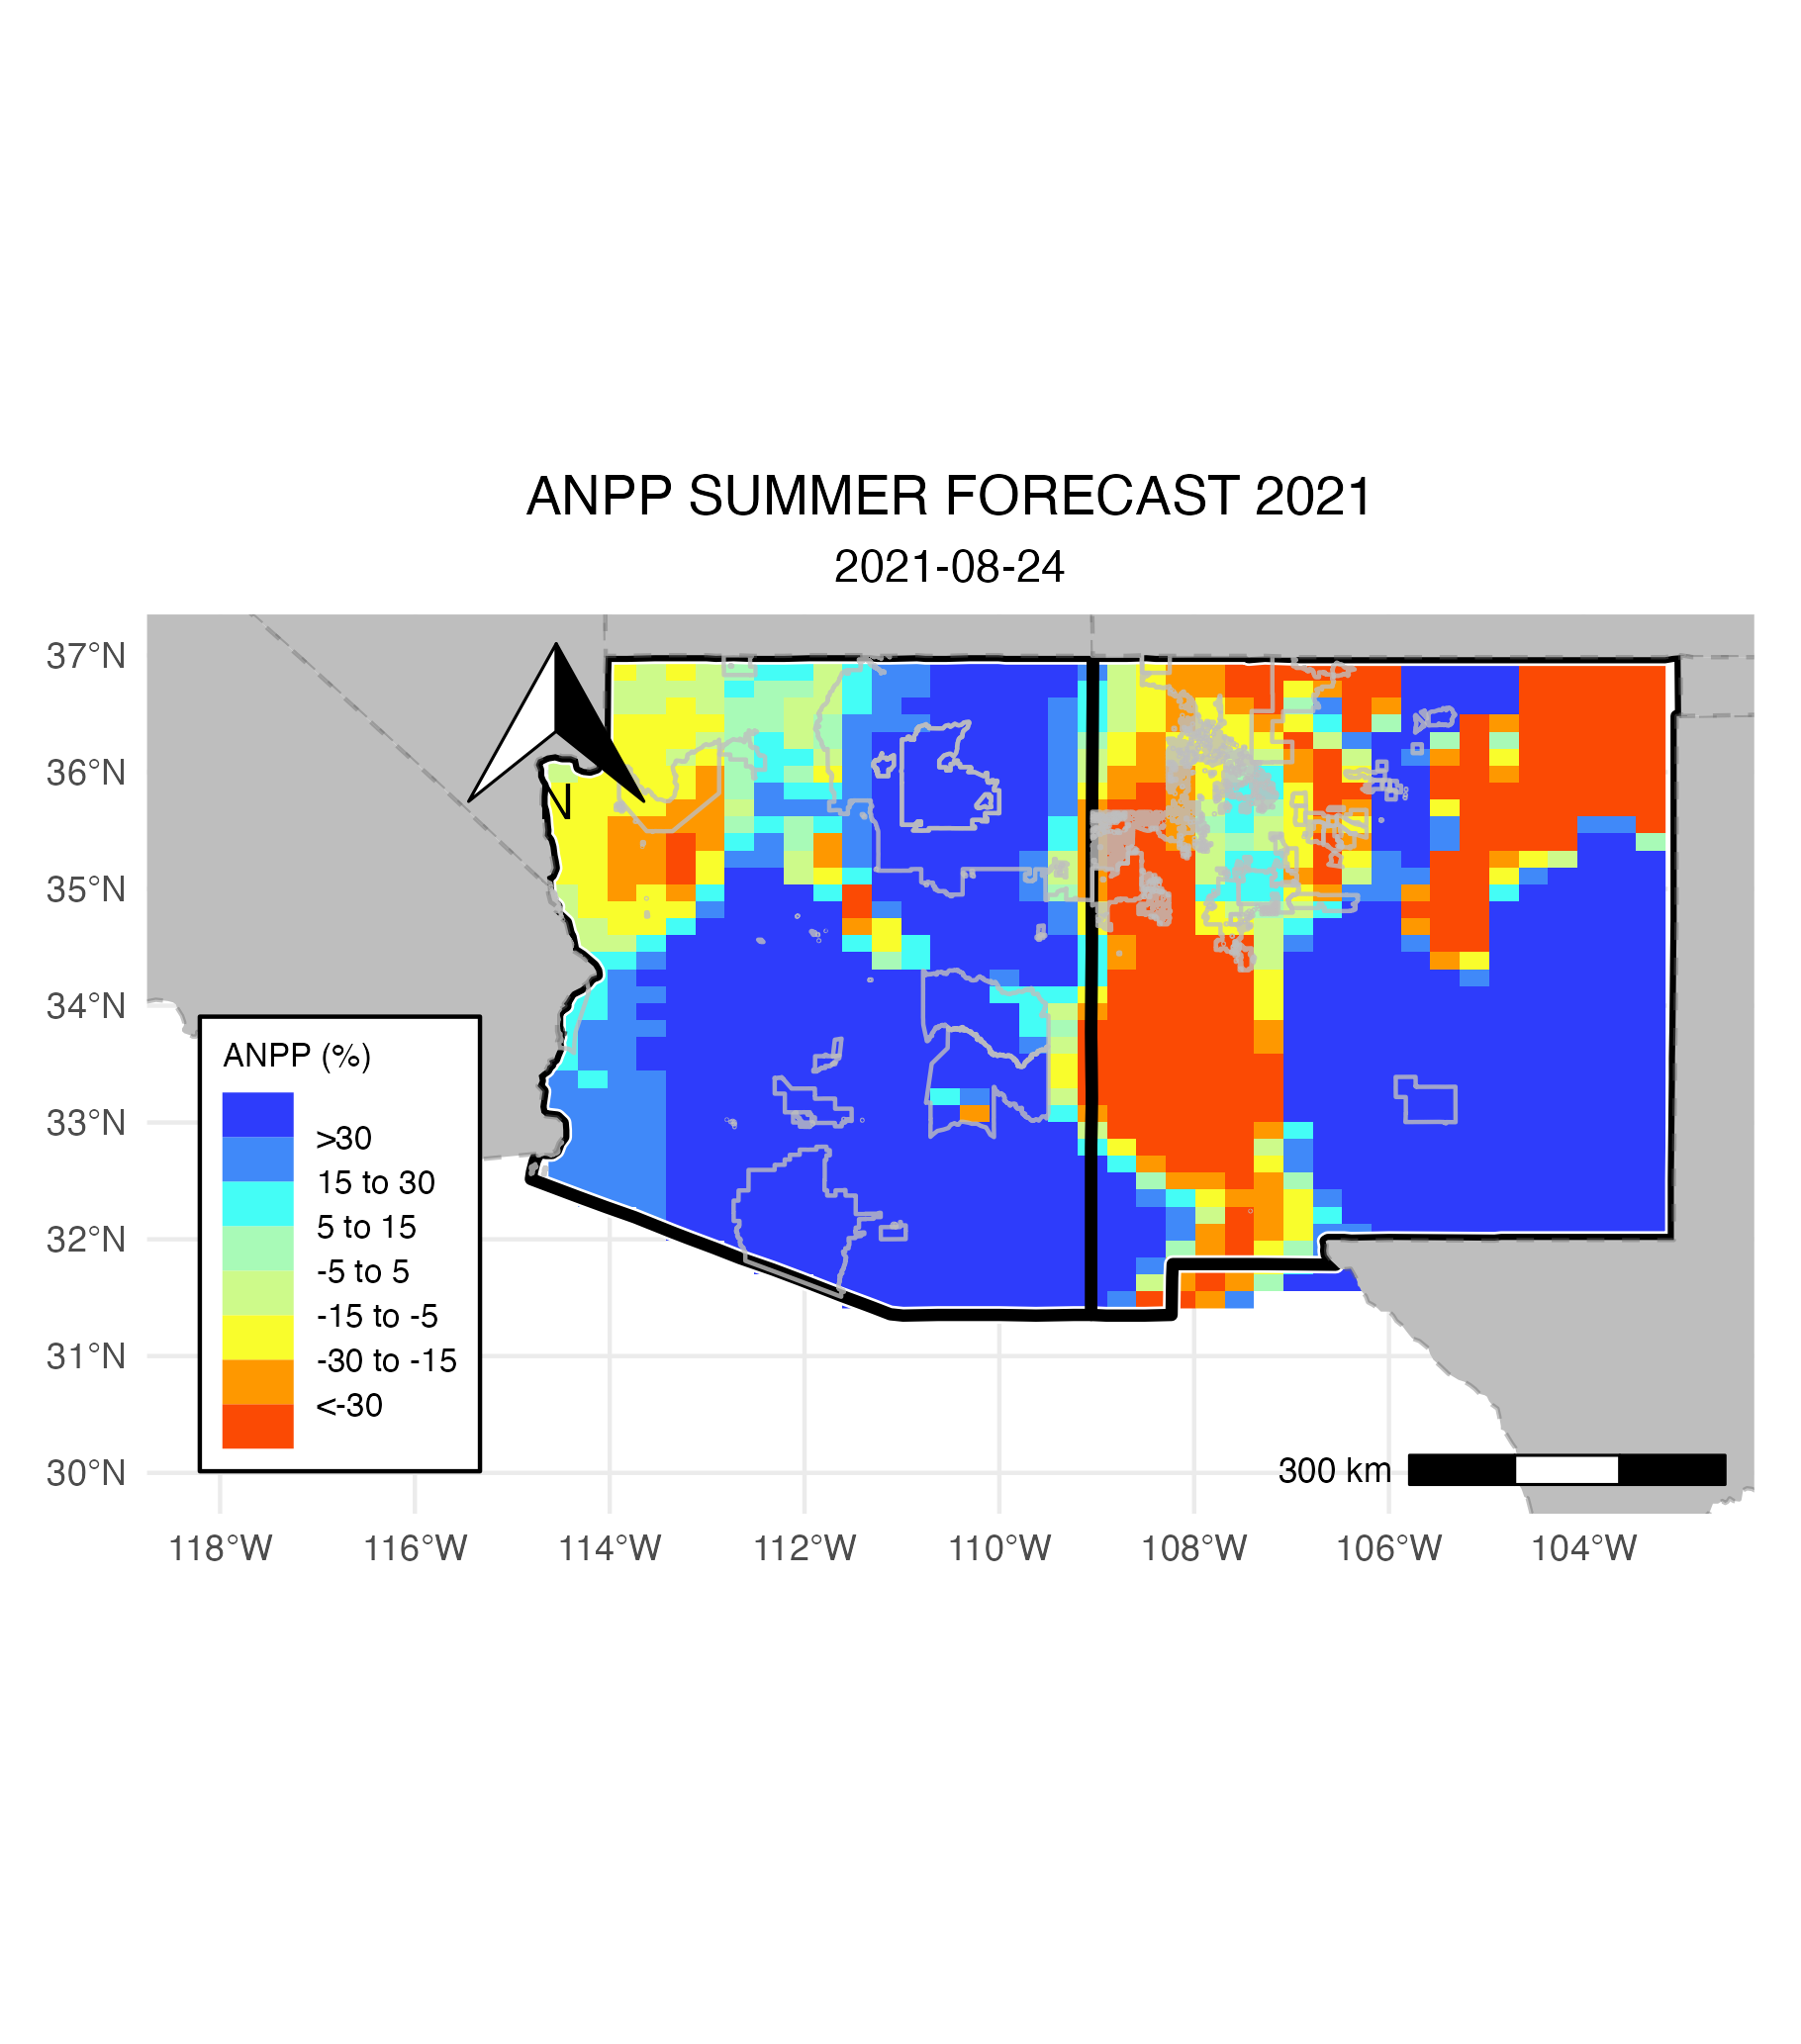 ANPP SUMMER FORECAST 2021
2021-08-24
37°N
36°N
35°N
34°N
33°N
32°N
31°N
30°N
N
ANPP (%)
>30
15 to 30
5 to 15
-5 to 5
-15 to -5
-30 to -15
<-30
300 km
118°W 116°W 114°W 112°W 110°W 108°W 106°W 104°W